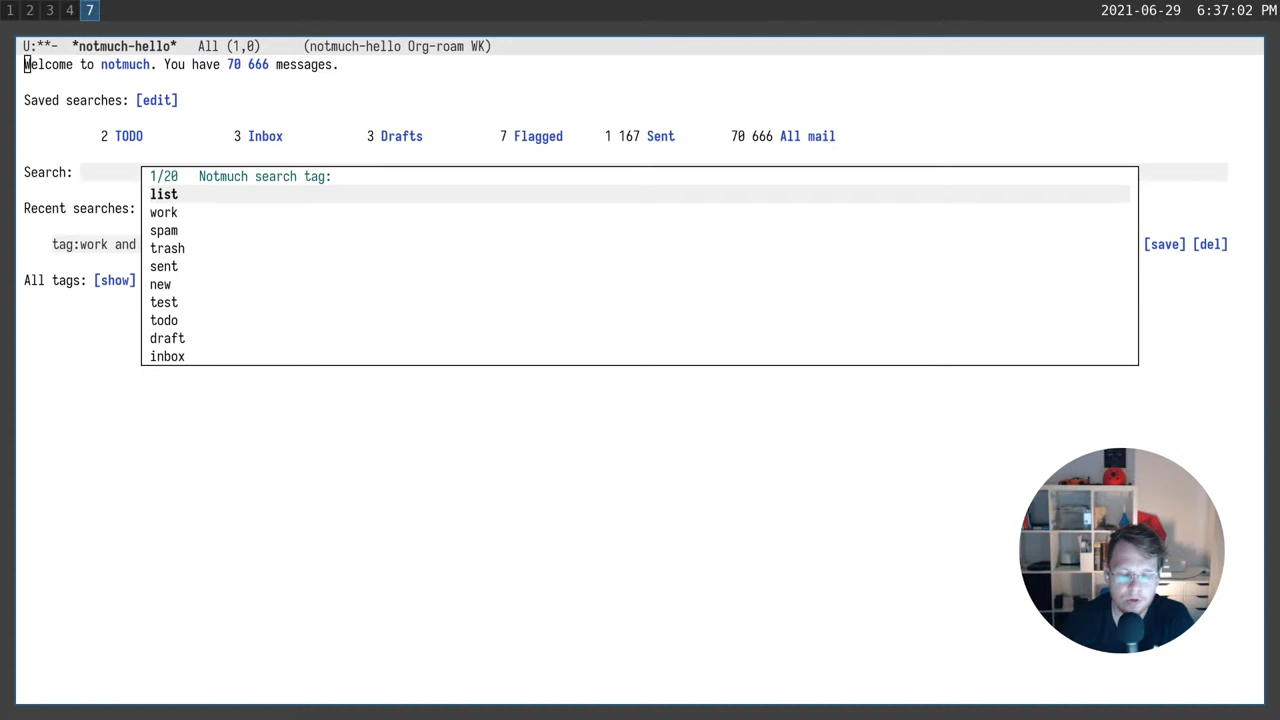 1 2 3 4 7 2021-06-29 6:37:02 PM
U:**- *notmuch-hello* All (1,0) (notmuch-hello Org-roam WK)
Welcome to notmuch. You have 70 666 messages.
Saved searches: [edit]
2 TODO 3 Inbox 3 Drafts 7 Flagged 1 167 Sent 70 666 All mail
Search:
1/20 Notmuch search tag:
list
work
Recent searches:
spam
tag:work and [save] [del]
trash
sent
All tags: [show]
new
test
todo
draft
inbox